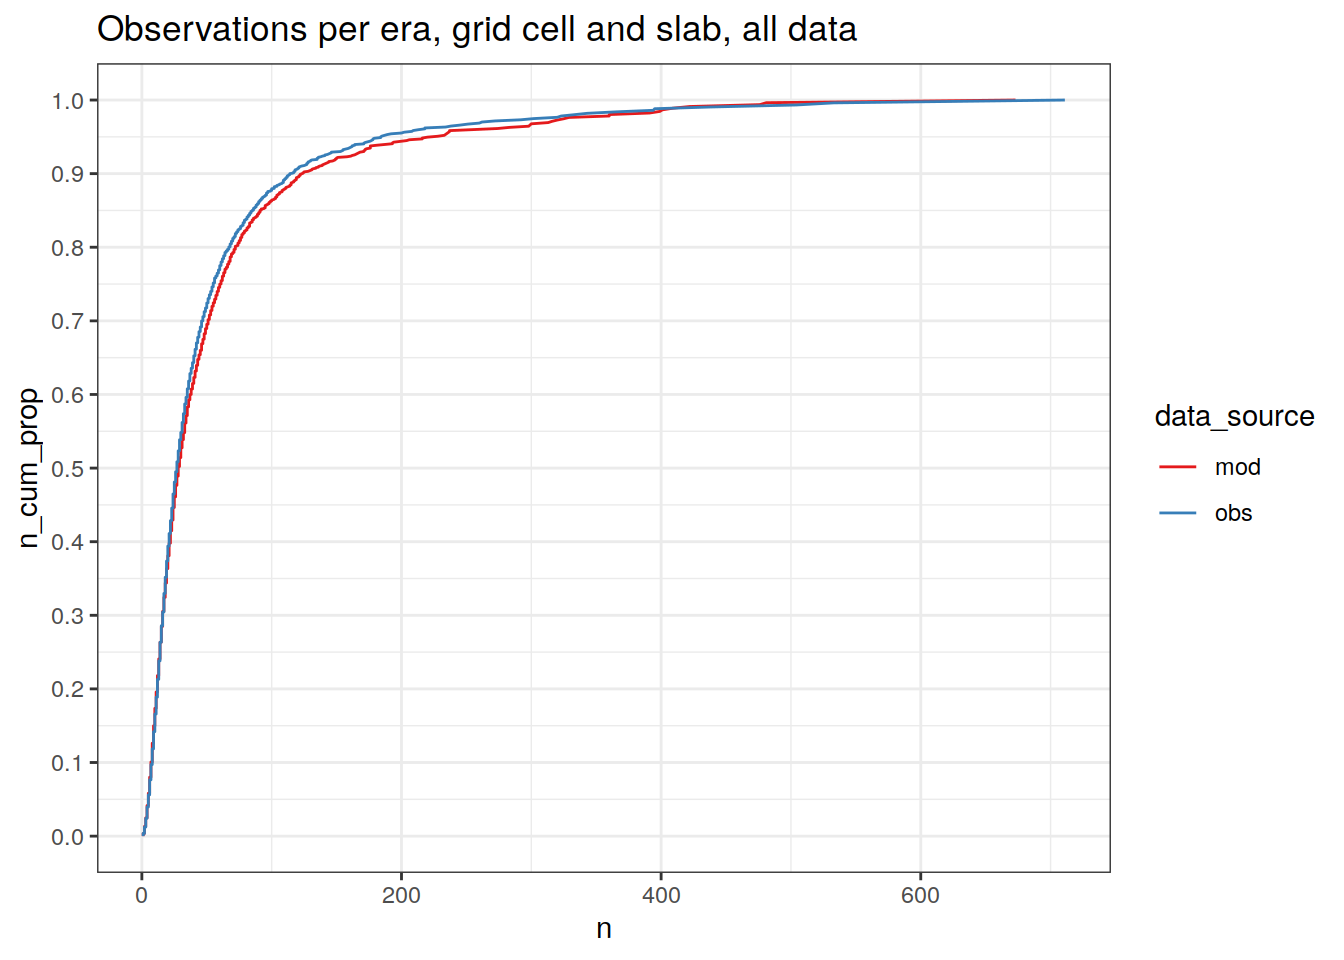 Observations per era, grid cell and slab, all data
n_cum_prop
1.0
0.9
0.8
0.7
0.6
0.5
0.4
0.3
0.2
0.1
0.0
0 200 400 600
n
data_source
mod
obs